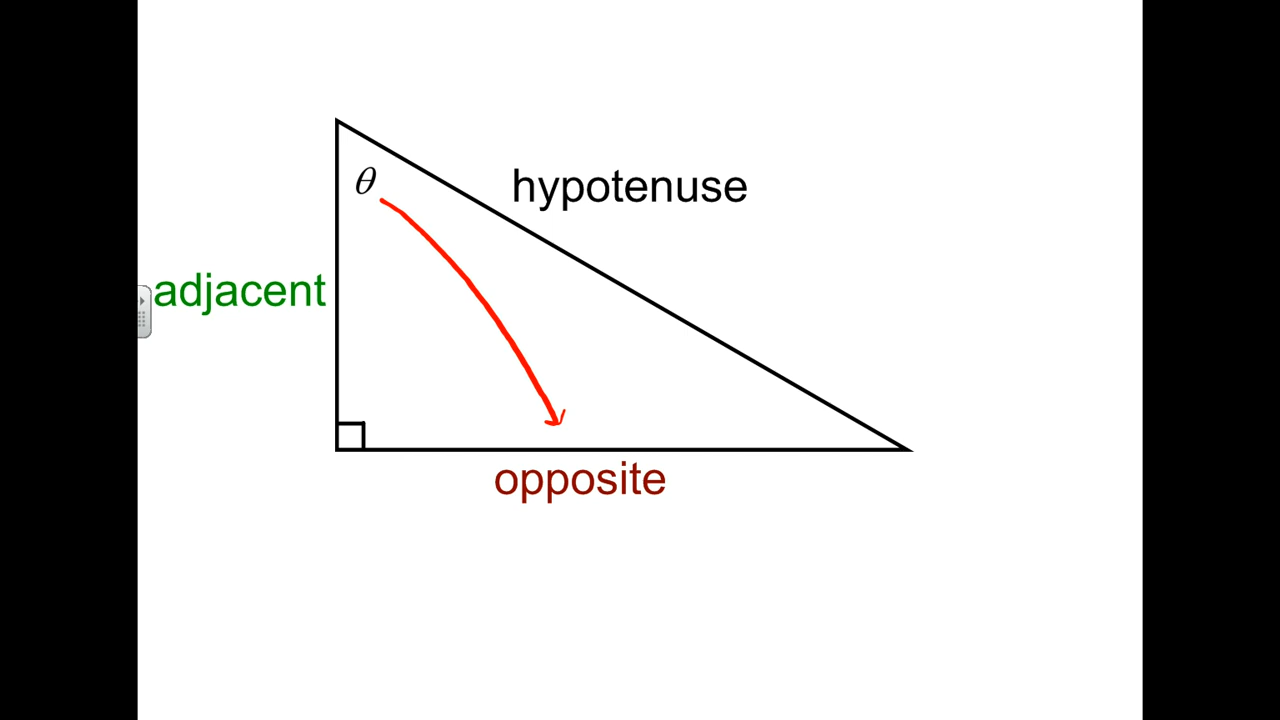 θ
hypotenuse
adjacent
opposite